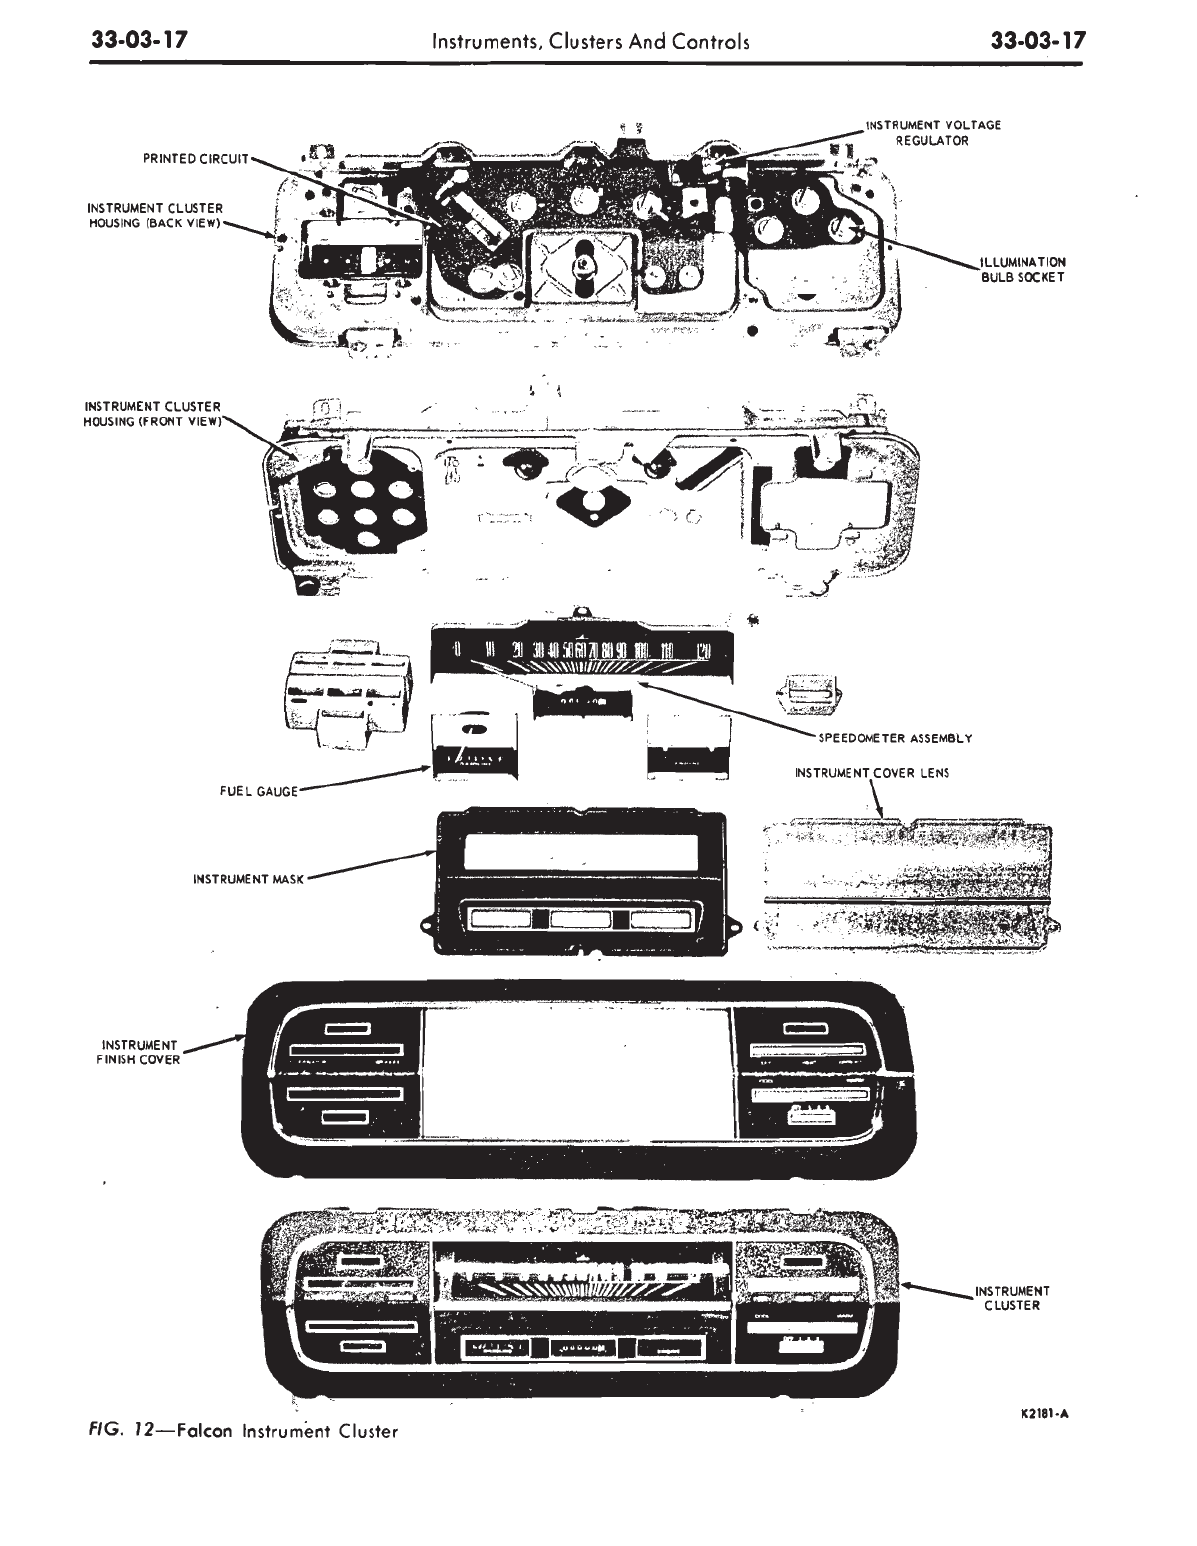 33-03-17
Instruments, Clusters And Controls
33-03-17
INSTRUMENT VOLTAGE
REGULATOR
PRINTED CIRCUIT
INSTRUMENT CLUSTER
HOUSING (BACK VIEW)
ILLUMINATION
BULB SOCKET
INSTRUMENT CLUSTER
HOUSING (FRONT VIEW)
0 10 20 30 40 50 60 70 80 90 100 110 120
SPEEDOMETER ASSEMBLY
INSTRUMENT COVER LENS
FUEL GAUGE
INSTRUMENT MASK
INSTRUMENT
FINISH COVER
INSTRUMENT
CLUSTER
K2181-A
FIG. 12—Falcon Instrument Cluster